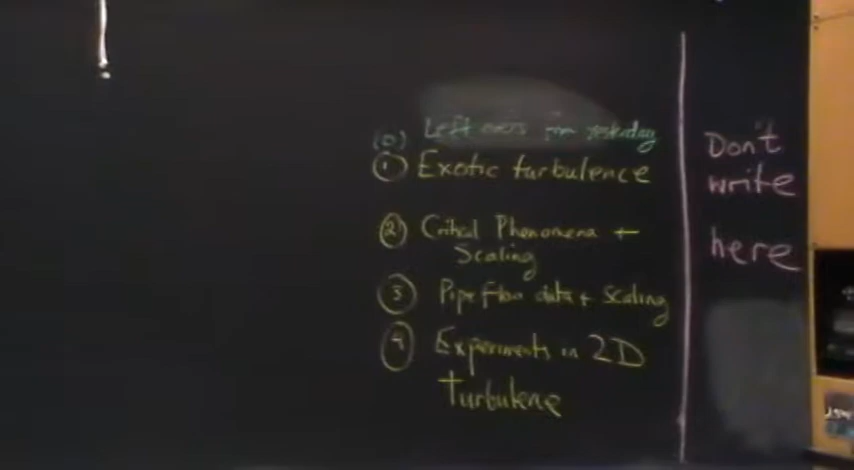 (0) Left overs from yesterday
① Exotic turbulence
② Critical Phenomena +
Scaling
③ Pipe flow data + scaling
④ Experiments in 2D
turbulene
Don't
write
here